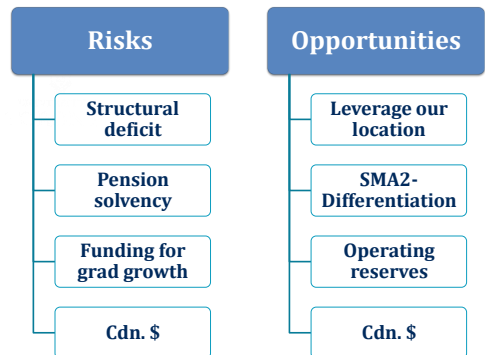 Risks
Structural
deficit
Pension
solvency
Funding for
grad growth
Cdn. $
Opportunities
Leverage our
location
SMA2-
Differentiation
Operating
reserves
Cdn. $